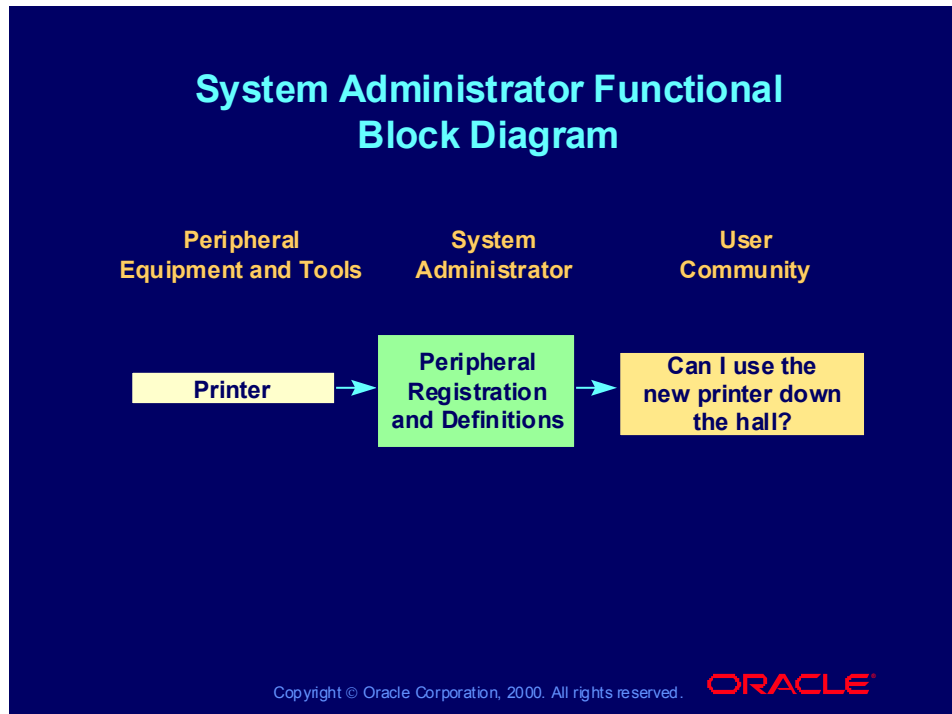 System Administrator Functional
Block Diagram
Peripheral
Equipment and Tools
System
Administrator
User
Community
Printer
Peripheral
Registration
and Definitions
Can I use the
new printer down
the hall?
Copyright © Oracle Corporation, 2000. All rights reserved.
ORACLE®